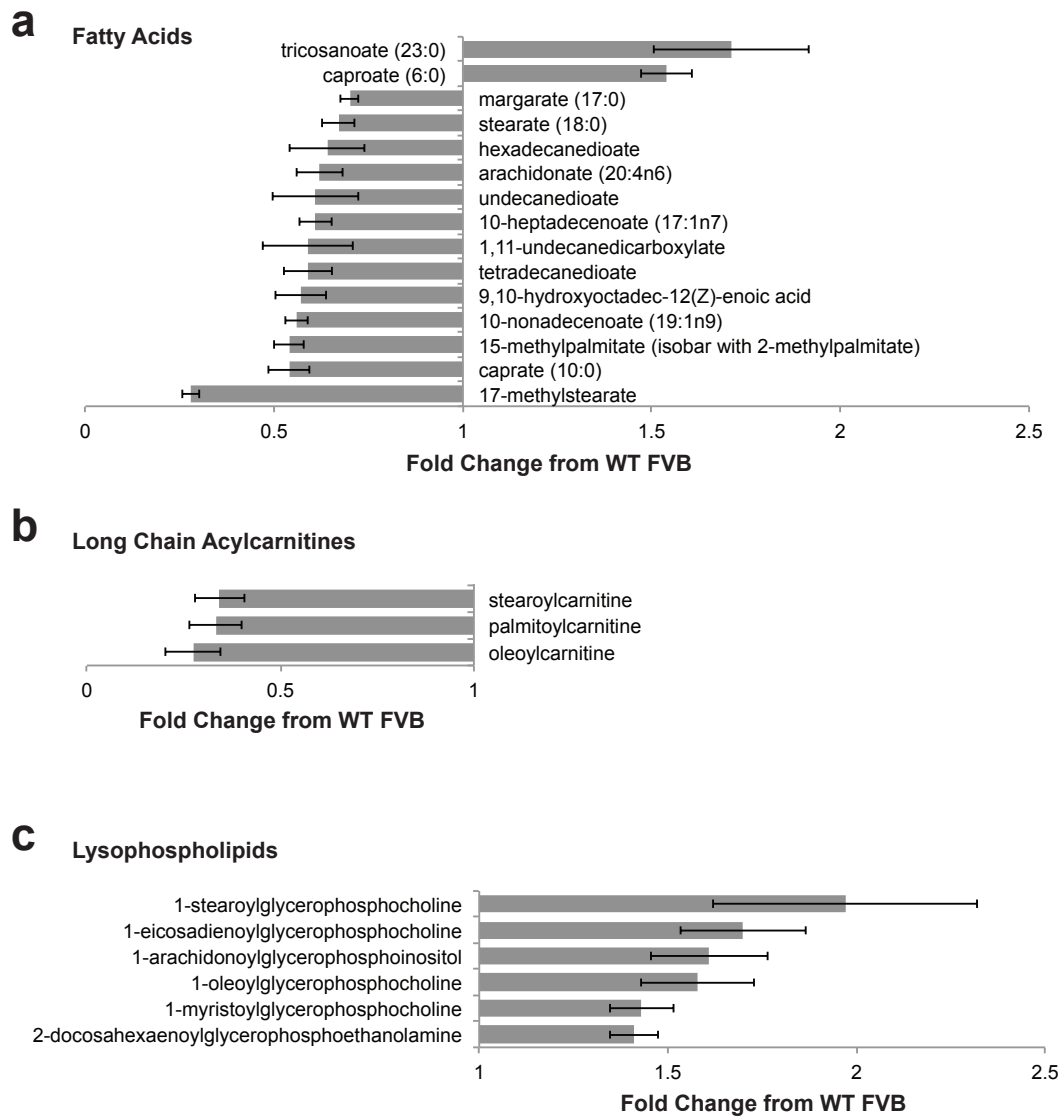 a
Fatty Acids
tricosanoate (23:0)
caproate (6:0)
margarate (17:0)
stearate (18:0)
hexadecanedioate
arachidonate (20:4n6)
undecanedioate
10-heptadecenoate (17:1n7)
1,11-undecanedicarboxylate
tetradecanedioate
9,10-hydroxyoctadec-12(Z)-enoic acid
10-nonadecenoate (19:1n9)
15-methylpalmitate (isobar with 2-methylpalmitate)
caprate (10:0)
17-methylstearate
0 0.5 1 1.5 2 2.5
Fold Change from WT FVB
b
Long Chain Acylcarnitines
stearoylcarnitine
palmitoylcarnitine
oleoylcarnitine
0 0.5 1
Fold Change from WT FVB
c
Lysophospholipids
1-stearoylglycerophosphocholine
1-eicosadienoylglycerophosphocholine
1-arachidonoylglycerophosphoinositol
1-oleoylglycerophosphocholine
1-myristoylglycerophosphocholine
2-docosahexaenoylglycerophosphoethanolamine
1 1.5 2 2.5
Fold Change from WT FVB